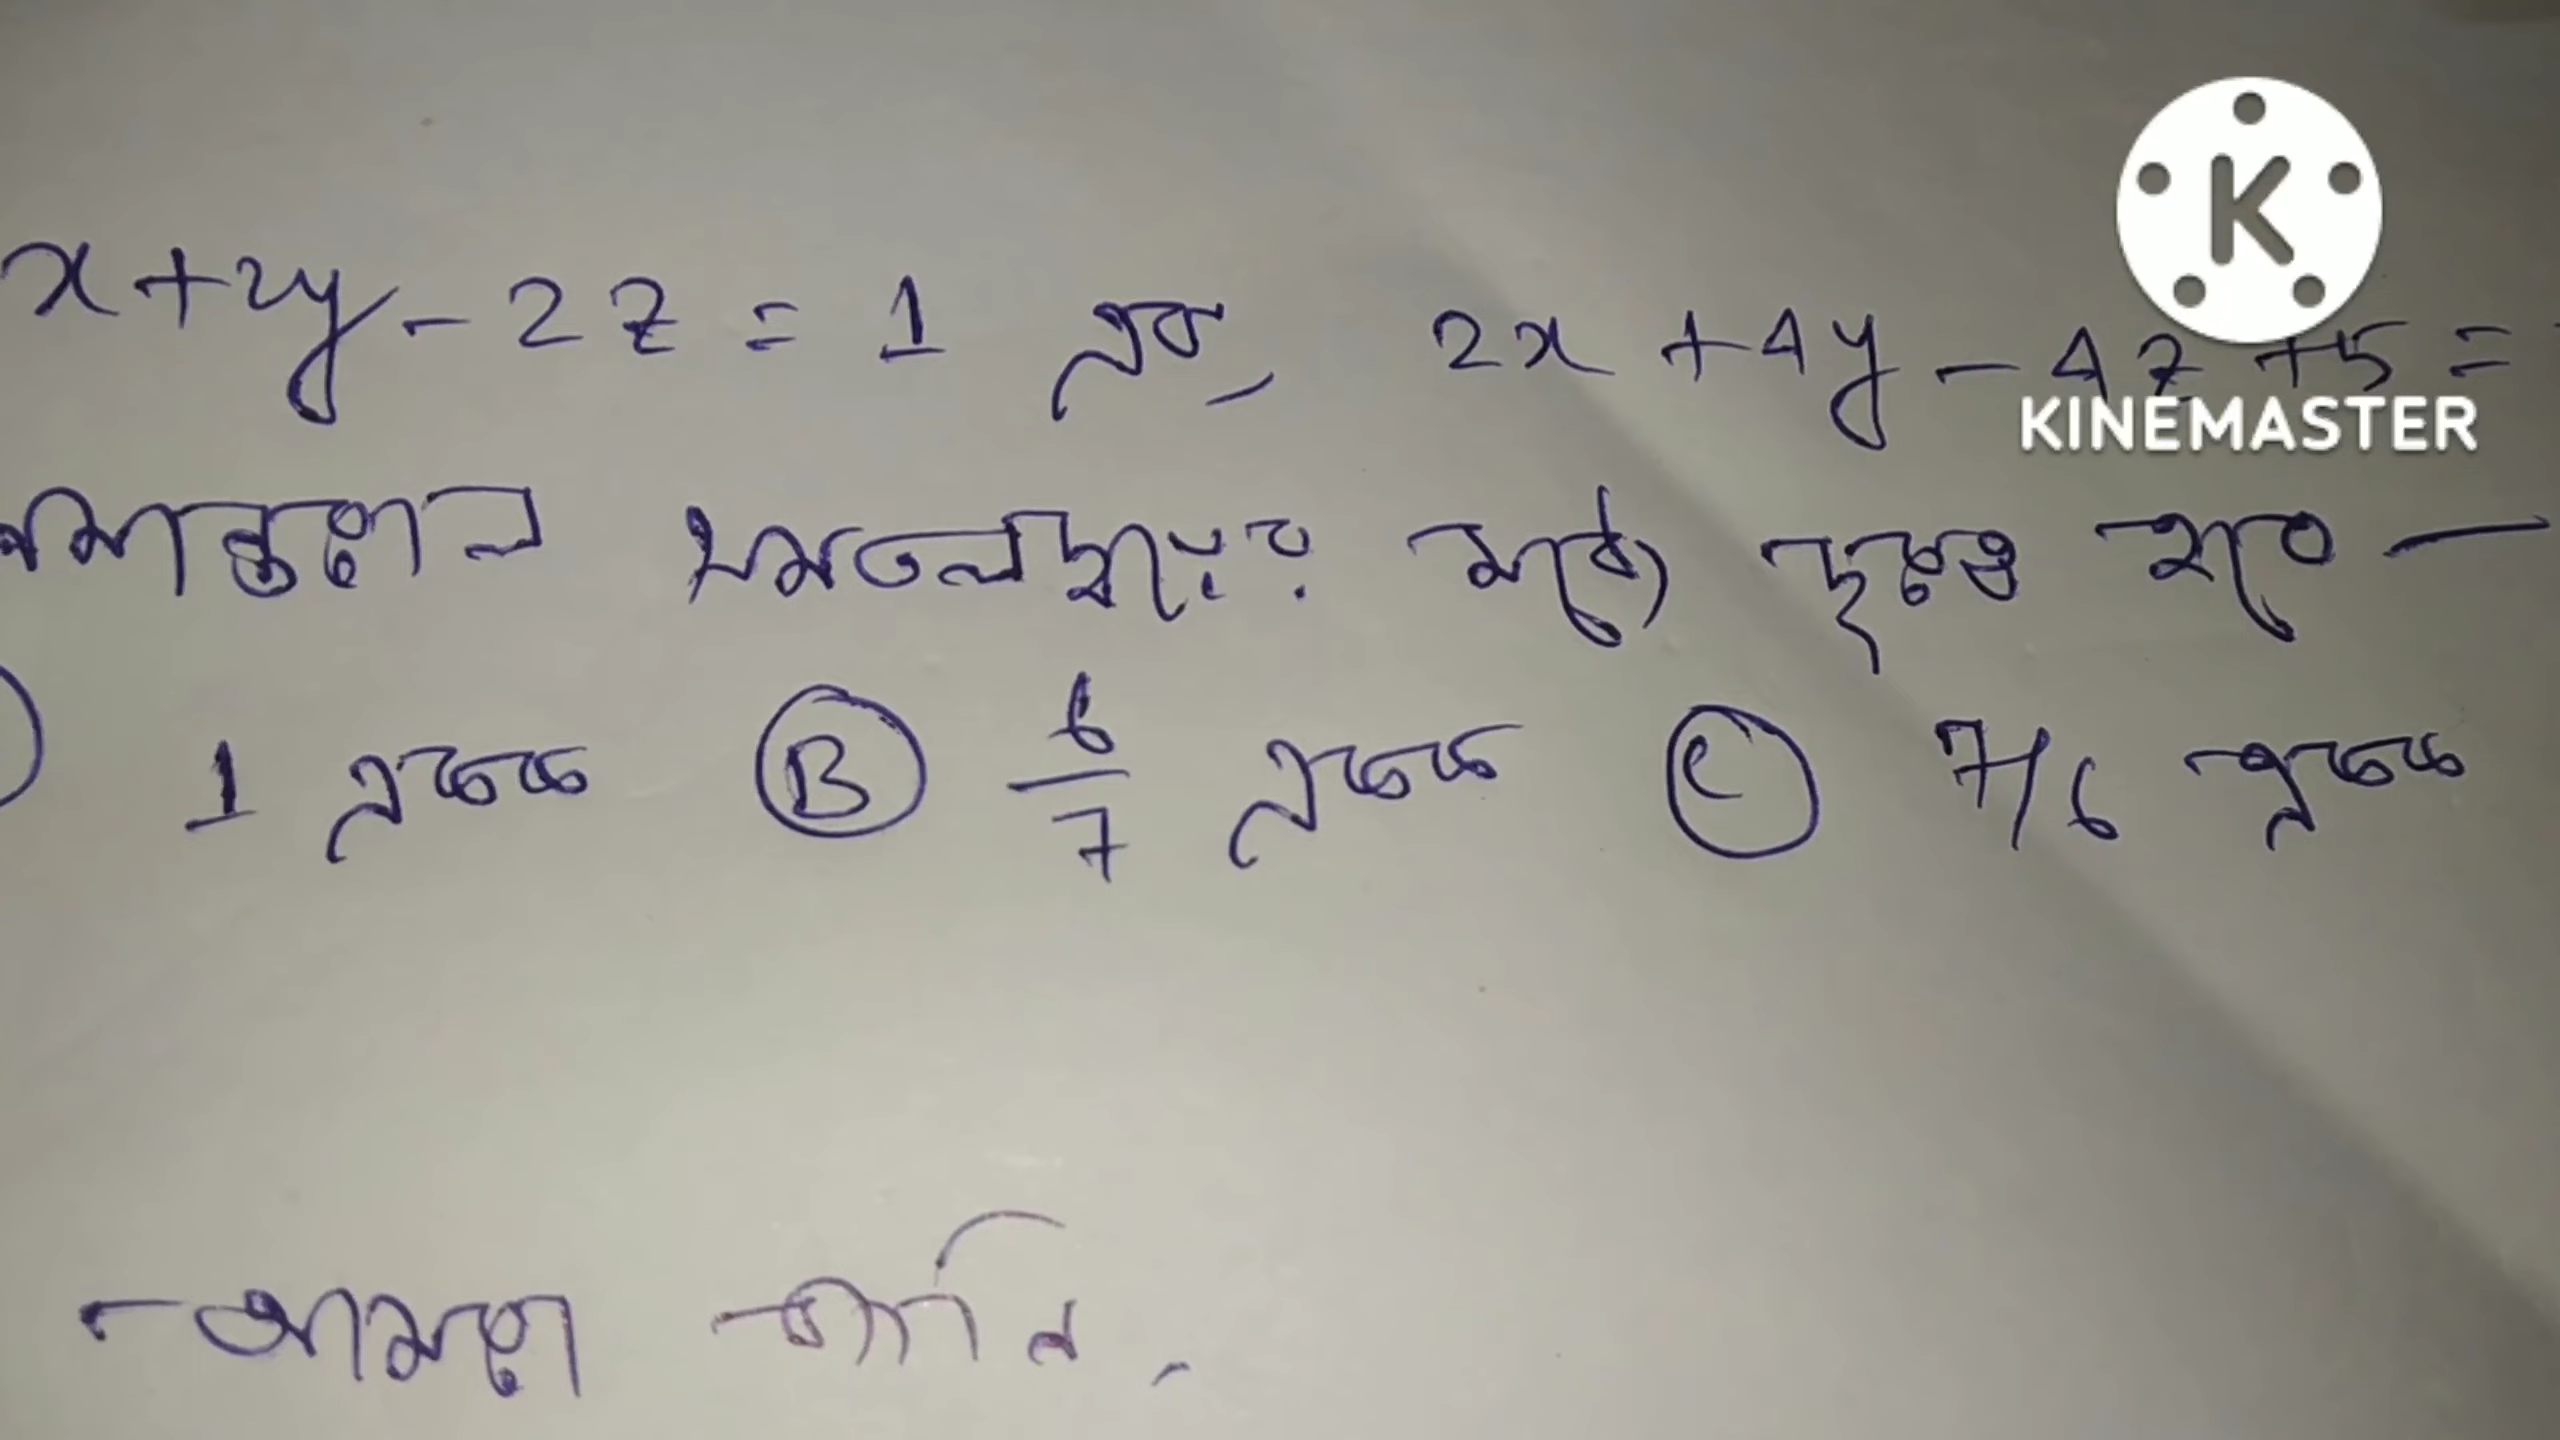 x + 2y - 2z = 1 এবং 2x + 4y - 4z + 5 =
সমান্তরাল সমতলদ্বয়ের মধ্যে দূরত্ব হবে —
1 একক Ⓑ 6/7 একক Ⓒ 7/6 একক
আমরা জানি,
K
KINEMASTER